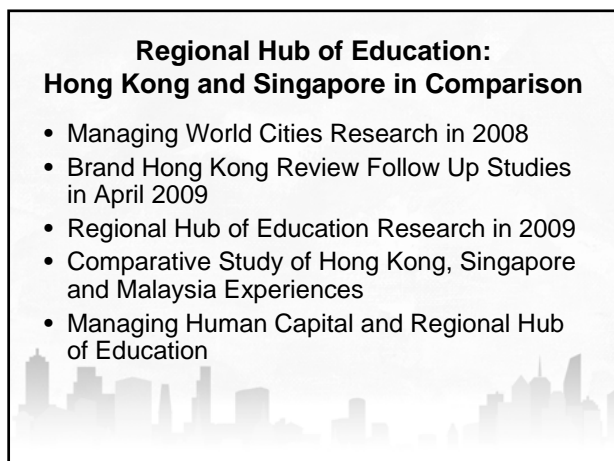 Regional Hub of Education:
Hong Kong and Singapore in Comparison
• Managing World Cities Research in 2008
• Brand Hong Kong Review Follow Up Studies
in April 2009
• Regional Hub of Education Research in 2009
• Comparative Study of Hong Kong, Singapore
and Malaysia Experiences
• Managing Human Capital and Regional Hub
of Education